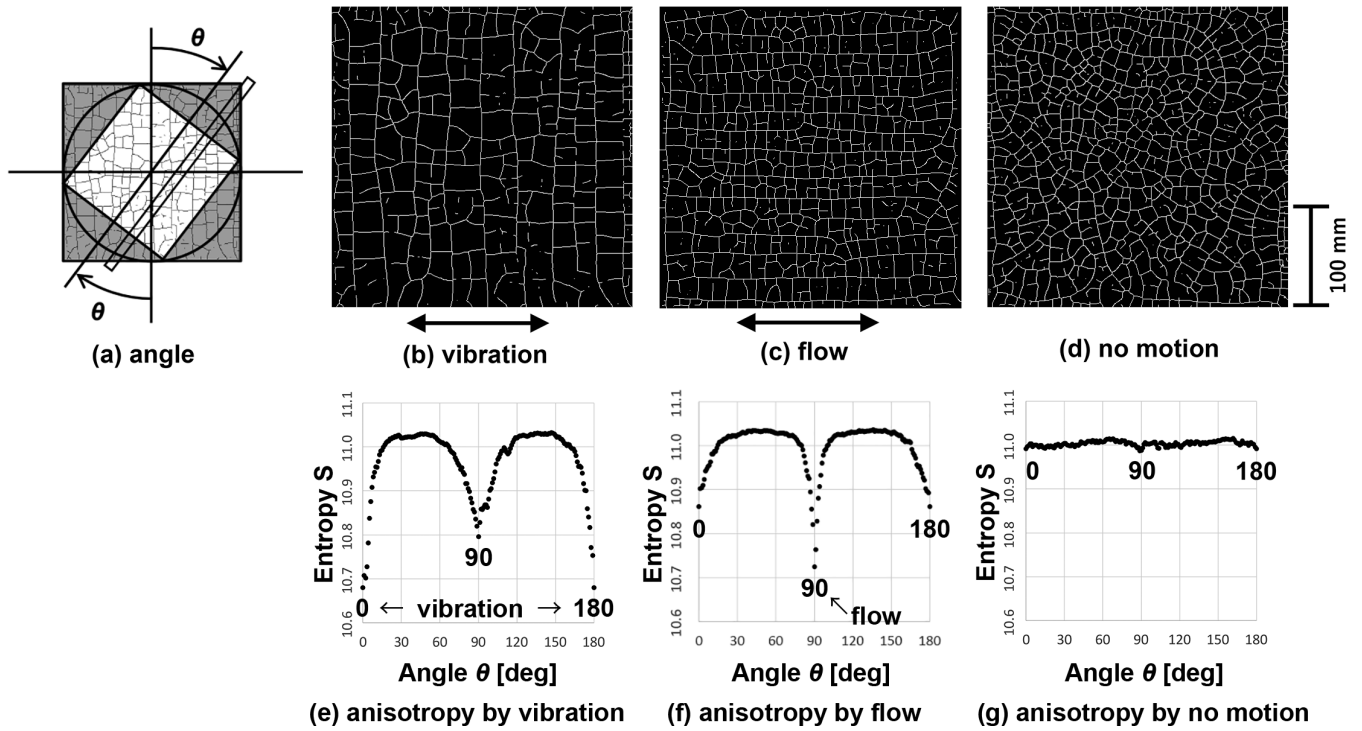 θ
θ
(a) angle
(b) vibration
(c) flow
(d) no motion
100 mm
Entropy S
11.1
11.0
10.9
10.8
10.7
10.6
90
0 ← vibration → 180
0 30 60 90 120 150 180
Angle θ [deg]
(e) anisotropy by vibration
Entropy S
11.1
11.0
10.9
10.8
10.7
10.6
0
180
90
flow
0 30 60 90 120 150 180
Angle θ [deg]
(f) anisotropy by flow
Entropy S
11.1
11.0
10.9
10.8
10.7
10.6
0 90 180
0 30 60 90 120 150 180
Angle θ [deg]
(g) anisotropy by no motion